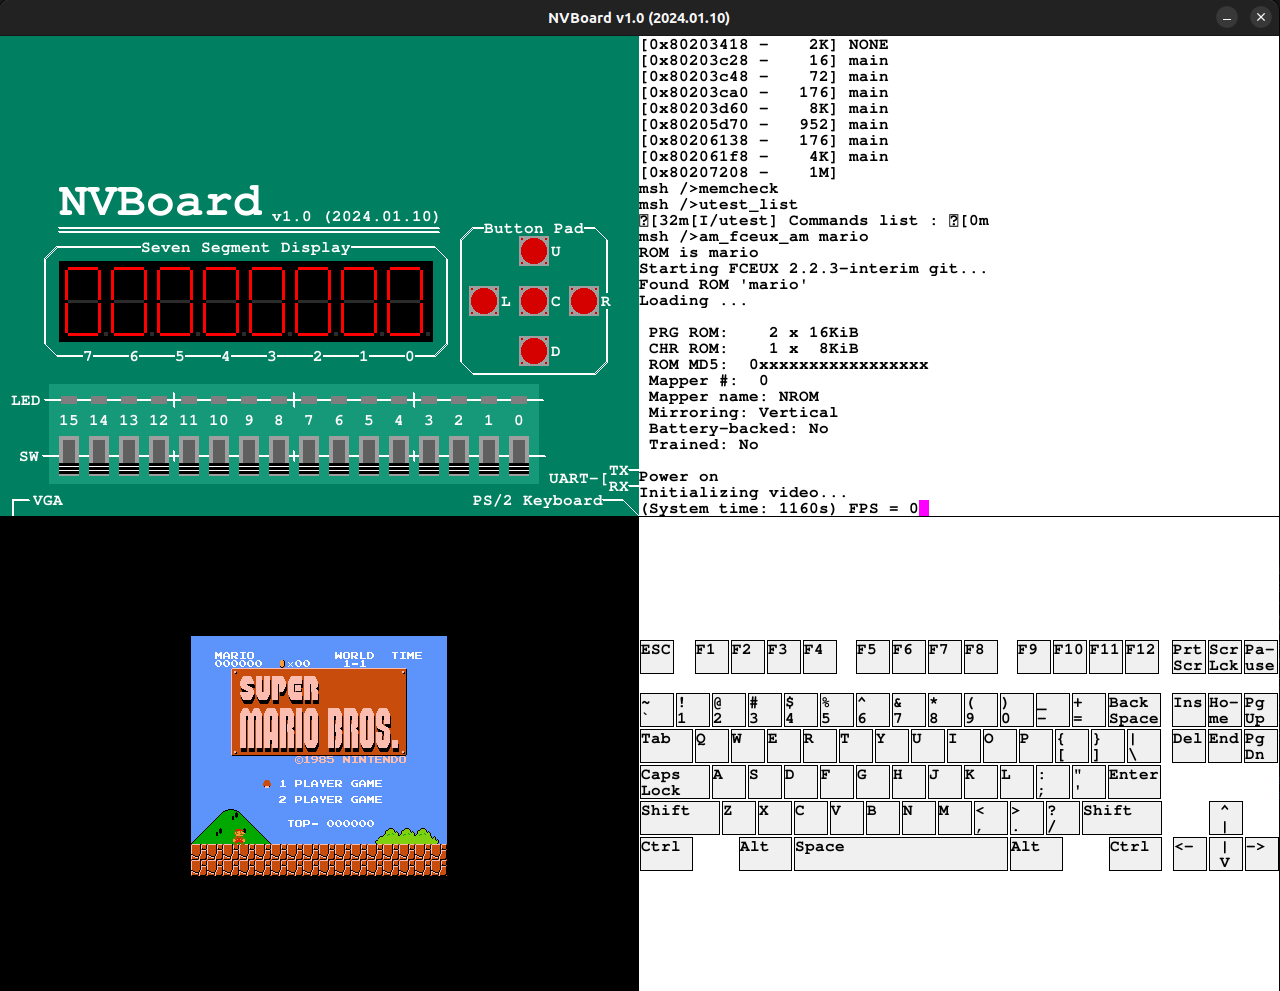 NVBoard v1.0 (2024.01.10)
NVBoard v1.0 (2024.01.10)
Seven Segment Display
00000000
7 6 5 4 3 2 1 0
Button Pad
U
L C R
D
LED
15 14 13 12 11 10 9 8 7 6 5 4 3 2 1 0
SW
UART-[ TX
RX
VGA
PS/2 Keyboard
[0x80203418 -    2K] NONE
[0x80203c28 -    16] main
[0x80203c48 -    72] main
[0x80203ca0 -   176] main
[0x80203d60 -    8K] main
[0x80205d70 -   952] main
[0x80206138 -   176] main
[0x802061f8 -    4K] main
[0x80207208 -    1M]
msh />memcheck
msh />utest_list
[32m[I/utest] Commands list : [0m
msh />am_fceux_am mario
ROM is mario
Starting FCEUX 2.2.3-interim git...
Found ROM 'mario'
Loading ...
PRG ROM:    2 x 16KiB
CHR ROM:    1 x  8KiB
ROM MD5:  0xxxxxxxxxxxxxxxxx
Mapper #:  0
Mapper name: NROM
Mirroring: Vertical
Battery-backed: No
Trained: No
Power on
Initializing video...
(System time: 1160s) FPS = 0
MARIO WORLD TIME
000000 x00 1-1
SUPER
MARIO BROS.
©1985 NINTENDO
1 PLAYER GAME
2 PLAYER GAME
TOP- 000000
ESC F1 F2 F3 F4 F5 F6 F7 F8 F9 F10 F11 F12 Prt Scr Scr Lck Pa- use
~ ` ! 1 @ 2 # 3 $ 4 % 5 ^ 6 & 7 * 8 ( 9 ) 0 _ - + = Back Space Ins Ho- me Pg Up
Tab Q W E R T Y U I O P { [ } ] | \ Del End Pg Dn
Caps Lock A S D F G H J K L : ; " ' Enter
Shift Z X C V B N M < , > . ? / Shift ^ |
Ctrl Alt Space Alt Ctrl <- | V ->